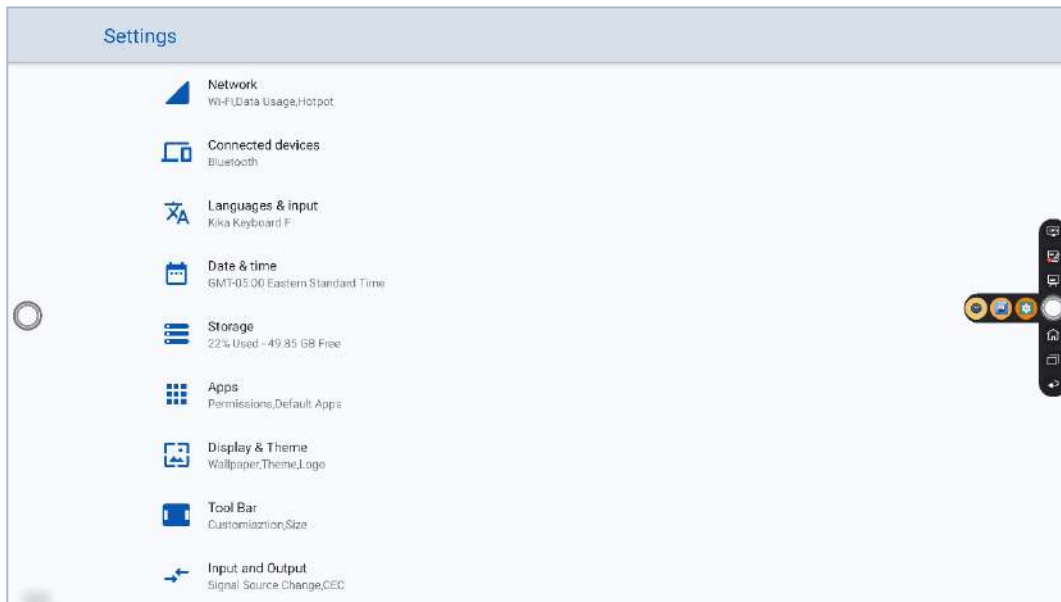 Settings
Network
Wi-Fi,Data Usage,Hotpot
Connected devices
Bluetooth
Languages & input
Kika Keyboard F
Date & time
GMT-05:00 Eastern Standard Time
Storage
22% Used - 49.85 GB Free
Apps
Permissions,Default Apps
Display & Theme
Wallpaper,Theme,Logo
Tool Bar
Customiaztion,Size
Input and Output
Signal Source Change,CEC